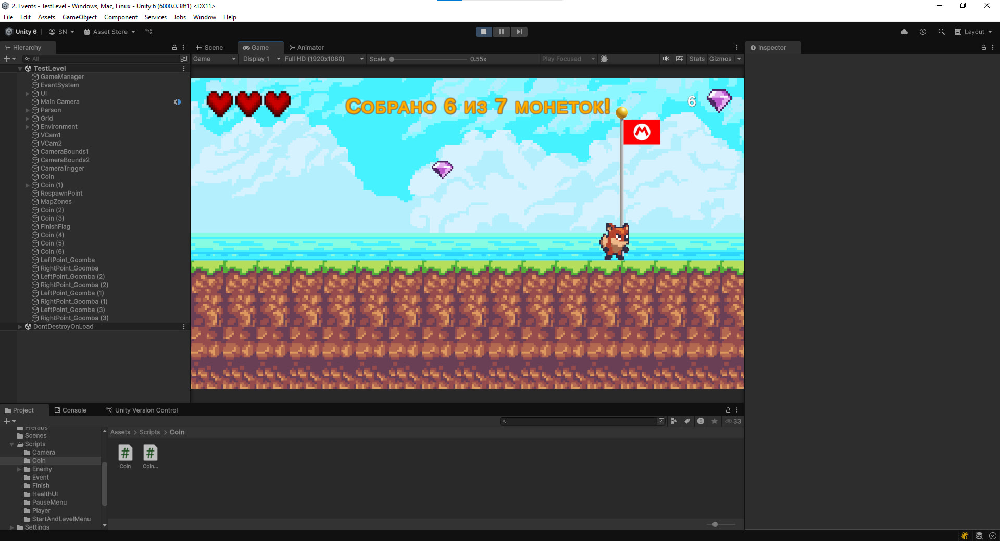 2. Events - TestLevel - Windows, Mac, Linux - Unity 6 (6000.0.38f1) <DX11>
File Edit Assets GameObject Component Services Jobs Window Help
Unity 6 SN Asset Store Layout
Hierarchy
All
TestLevel
GameManager
EventSystem
UI
Main Camera
Person
Grid
Environment
VCam1
VCam2
CameraBounds1
CameraBounds2
CameraTrigger
Coin
Coin (1)
RespawnPoint
MapZones
Coin (2)
Coin (3)
FinishFlag
Coin (4)
Coin (5)
Coin (6)
LeftPoint_Goomba
RightPoint_Goomba
LeftPoint_Goomba (2)
RightPoint_Goomba (2)
LeftPoint_Goomba (1)
RightPoint_Goomba (1)
LeftPoint_Goomba (3)
RightPoint_Goomba (3)
DontDestroyOnLoad
Scene Game Animator
Game Display 1 Full HD (1920x1080) Scale 0.55x Play Focused Stats Gizmos
Собрано 6 из 7 монеток!
6
M
Inspector
Project Console Unity Version Control
33
Prefabs
Scenes
Scripts
Camera
Coin
Enemy
Event
Finish
HealthUI
PauseMenu
Player
StartAndLevelMenu
Settings
Assets > Scripts > Coin
# #
Coin Coin...